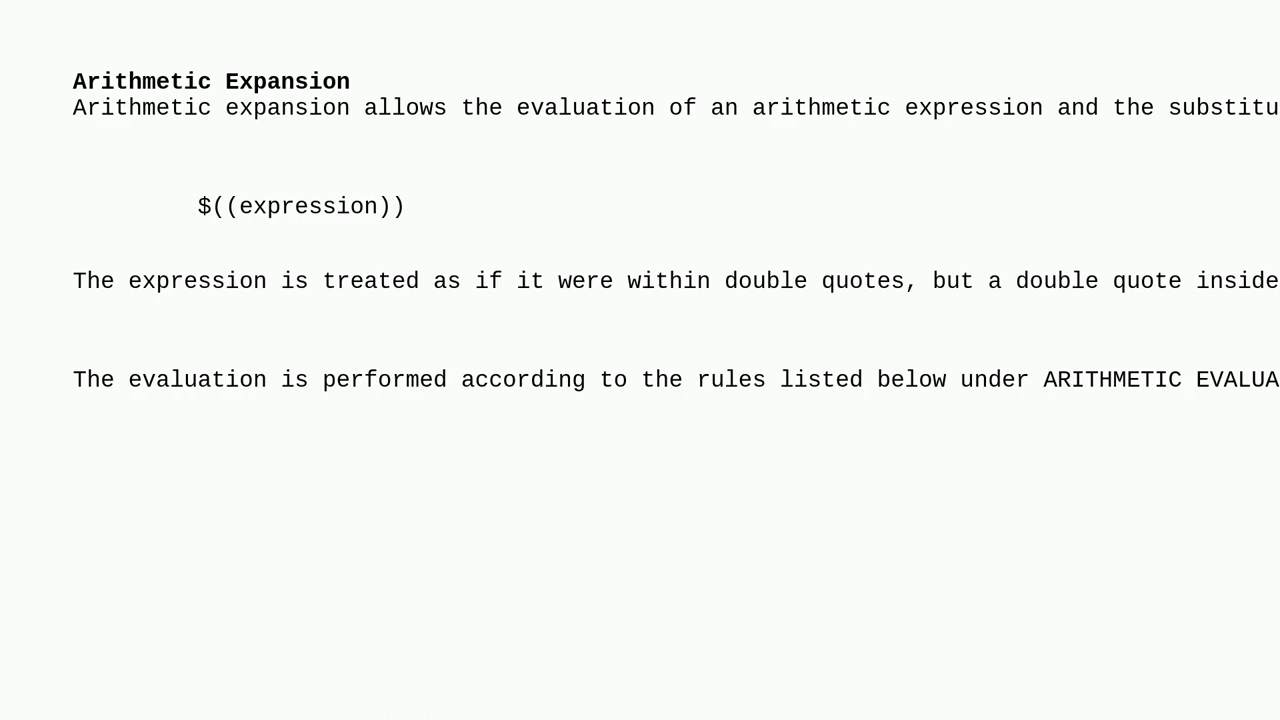 Arithmetic Expansion
Arithmetic expansion allows the evaluation of an arithmetic expression and the substitu
$((expression))
The expression is treated as if it were within double quotes, but a double quote inside
The evaluation is performed according to the rules listed below under ARITHMETIC EVALUA